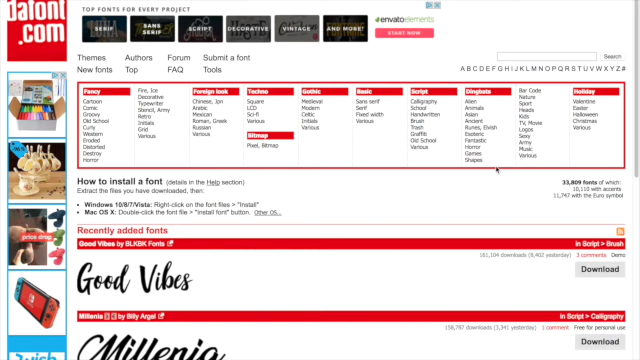 dafont
.com
TOP FONTS FOR EVERY PROJECT
SERIF
SANS SERIF
SCRIPT
DECORATIVE
VINTAGE
AND MORE!
envatoelements
START NOW
Themes Authors Forum Submit a font
New fonts Top FAQ Tools
Search
A B C D E F G H I J K L M N O P Q R S T U V W X Y Z #
Fancy
Cartoon
Comic
Groovy
Old School
Curly
Western
Eroded
Distorted
Destroy
Horror
Fire, Ice
Decorative
Typewriter
Stencil, Army
Retro
Initials
Grid
Various
Foreign look
Chinese, Jpn
Arabic
Mexican
Roman, Greek
Russian
Various
Techno
Square
LCD
Sci-fi
Various
Bitmap
Pixel, Bitmap
Gothic
Medieval
Modern
Celtic
Initials
Various
Basic
Sans serif
Serif
Fixed width
Various
Script
Calligraphy
School
Handwritten
Brush
Trash
Graffiti
Old School
Various
Dingbats
Alien
Animals
Asian
Ancient
Runes, Elvish
Esoteric
Fantastic
Horror
Games
Shapes
Bar Code
Nature
Sport
Heads
Kids
TV, Movie
Logos
Sexy
Army
Music
Various
Holiday
Valentine
Easter
Halloween
Christmas
Various
How to install a font (details in the Help section)
Extract the files you have downloaded, then:
• Windows 10/8/7/Vista: Right-click on the font files > "Install"
• Mac OS X: Double-click the font file > "Install font" button. Other OS...
33,809 fonts of which:
10,110 with accents
11,747 with the Euro symbol
price drop
Recently added fonts
Good Vibes by BLKBK Fonts in Script > Brush
181,104 downloads (8,402 yesterday) 3 comments Demo
Good Vibes
Download
Millenia by Billy Argel in Script > Calligraphy
158,787 downloads (3,341 yesterday) 1 comment Free for personal use
Millenia
Download
wish